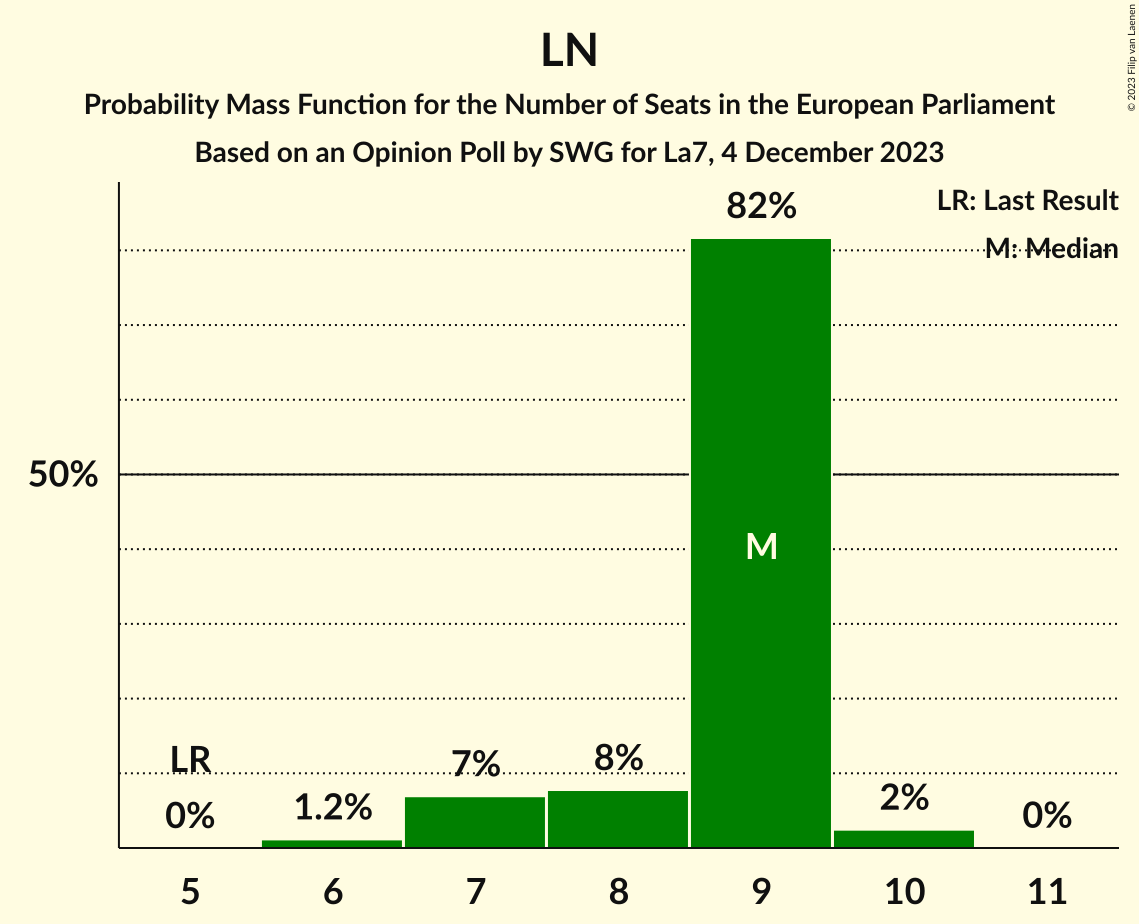 LN
Probability Mass Function for the Number of Seats in the European Parliament
Based on an Opinion Poll by SWG for La7, 4 December 2023
© 2023 Filip van Laenen
LR: Last Result
M: Median
82%
50%
M
LR
0%
1.2%
7%
8%
2%
0%
5 6 7 8 9 10 11